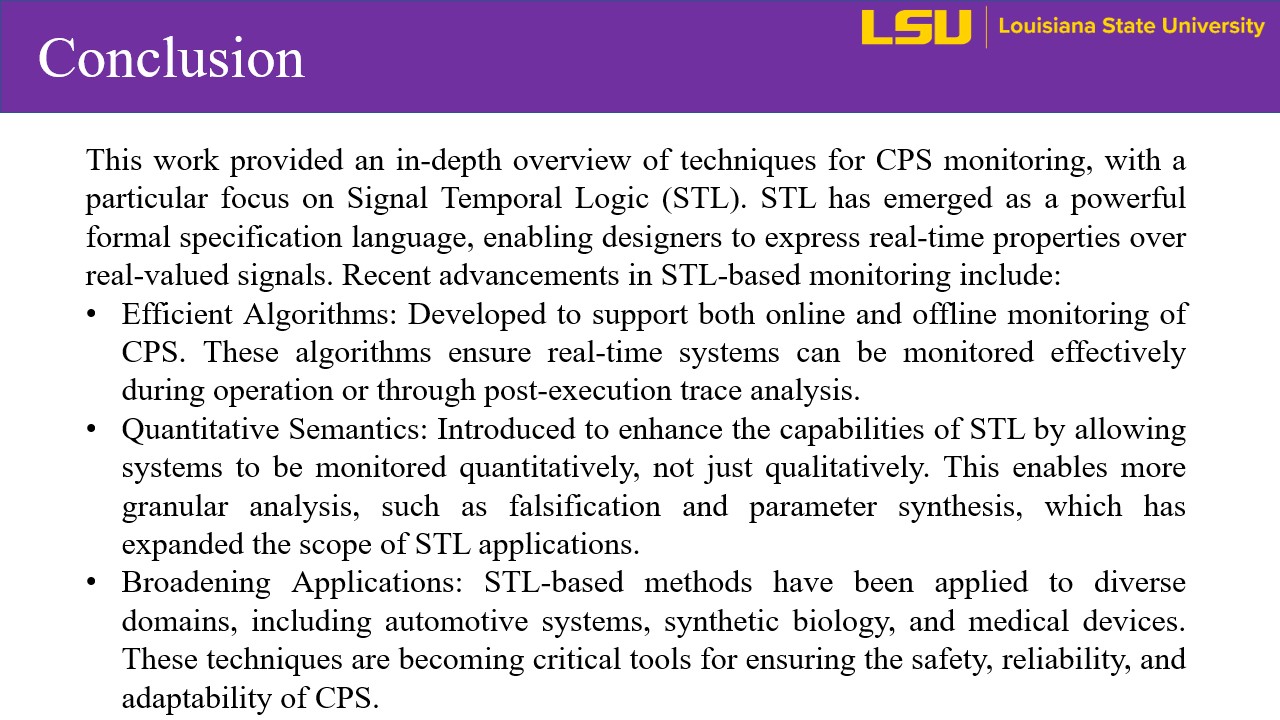 Conclusion
LSU | Louisiana State University
This work provided an in-depth overview of techniques for CPS monitoring, with a
particular focus on Signal Temporal Logic (STL). STL has emerged as a powerful
formal specification language, enabling designers to express real-time properties over
real-valued signals. Recent advancements in STL-based monitoring include:
• Efficient Algorithms: Developed to support both online and offline monitoring of
CPS. These algorithms ensure real-time systems can be monitored effectively
during operation or through post-execution trace analysis.
• Quantitative Semantics: Introduced to enhance the capabilities of STL by allowing
systems to be monitored quantitatively, not just qualitatively. This enables more
granular analysis, such as falsification and parameter synthesis, which has
expanded the scope of STL applications.
• Broadening Applications: STL-based methods have been applied to diverse
domains, including automotive systems, synthetic biology, and medical devices.
These techniques are becoming critical tools for ensuring the safety, reliability, and
adaptability of CPS.